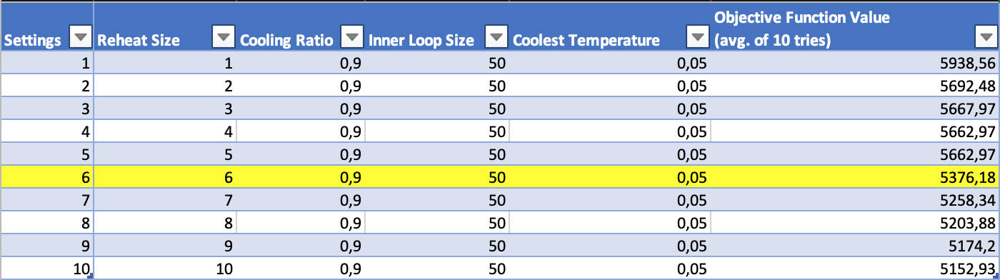 Settings Reheat Size Cooling Ratio Inner Loop Size Coolest Temperature Objective Function Value
(avg. of 10 tries)
1 1 0,9 50 0,05 5938,56
2 2 0,9 50 0,05 5692,48
3 3 0,9 50 0,05 5667,97
4 4 0,9 50 0,05 5662,97
5 5 0,9 50 0,05 5662,97
6 6 0,9 50 0,05 5376,18
7 7 0,9 50 0,05 5258,34
8 8 0,9 50 0,05 5203,88
9 9 0,9 50 0,05 5174,2
10 10 0,9 50 0,05 5152,93